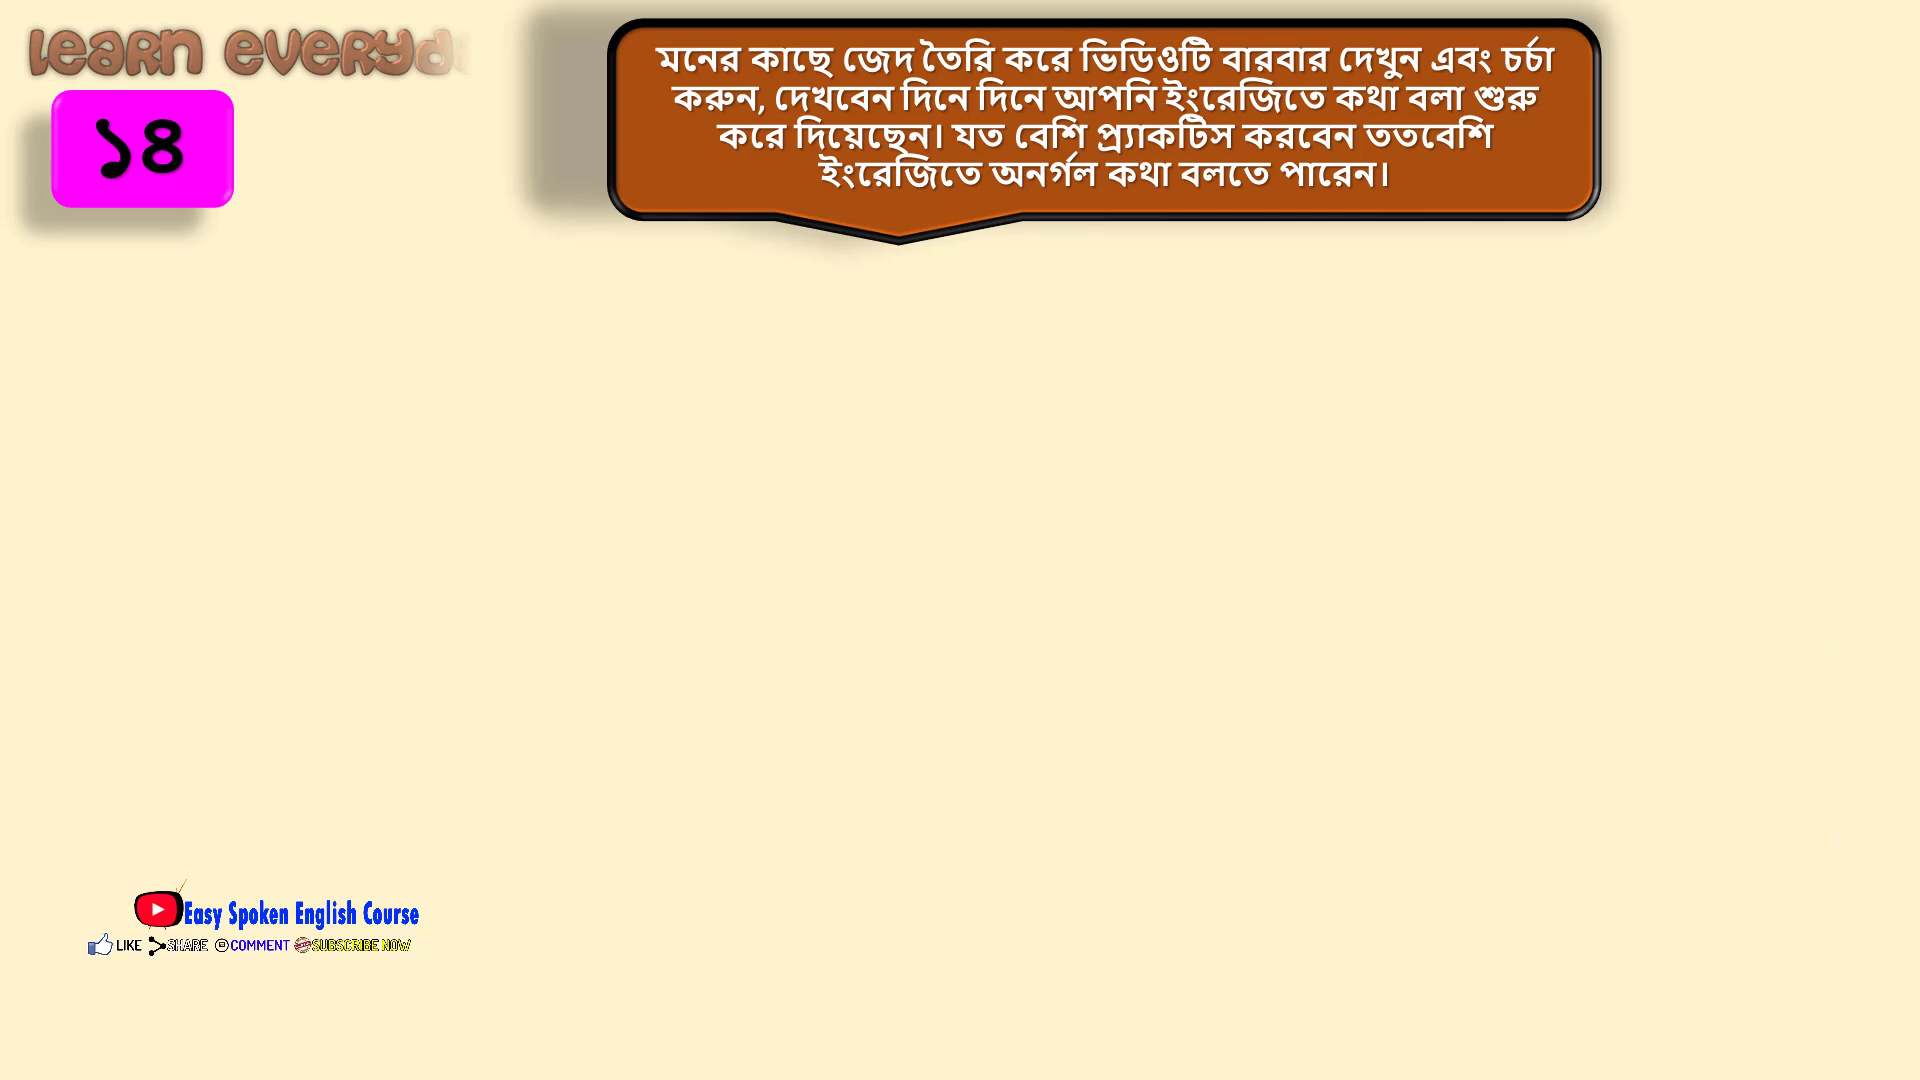 Learn everyd
১৪
মনের কাছে জেদ তৈরি করে ভিডিওটি বারবার দেখুন এবং চর্চা
করুন, দেখবেন দিনে দিনে আপনি ইংরেজিতে কথা বলা শুরু
করে দিয়েছেন। যত বেশি প্র্যাকটিস করবেন ততবেশি
ইংরেজিতে অনর্গল কথা বলতে পারেন।
Easy Spoken English Course
LIKE SHARE COMMENT SUBSCRIBE NOW